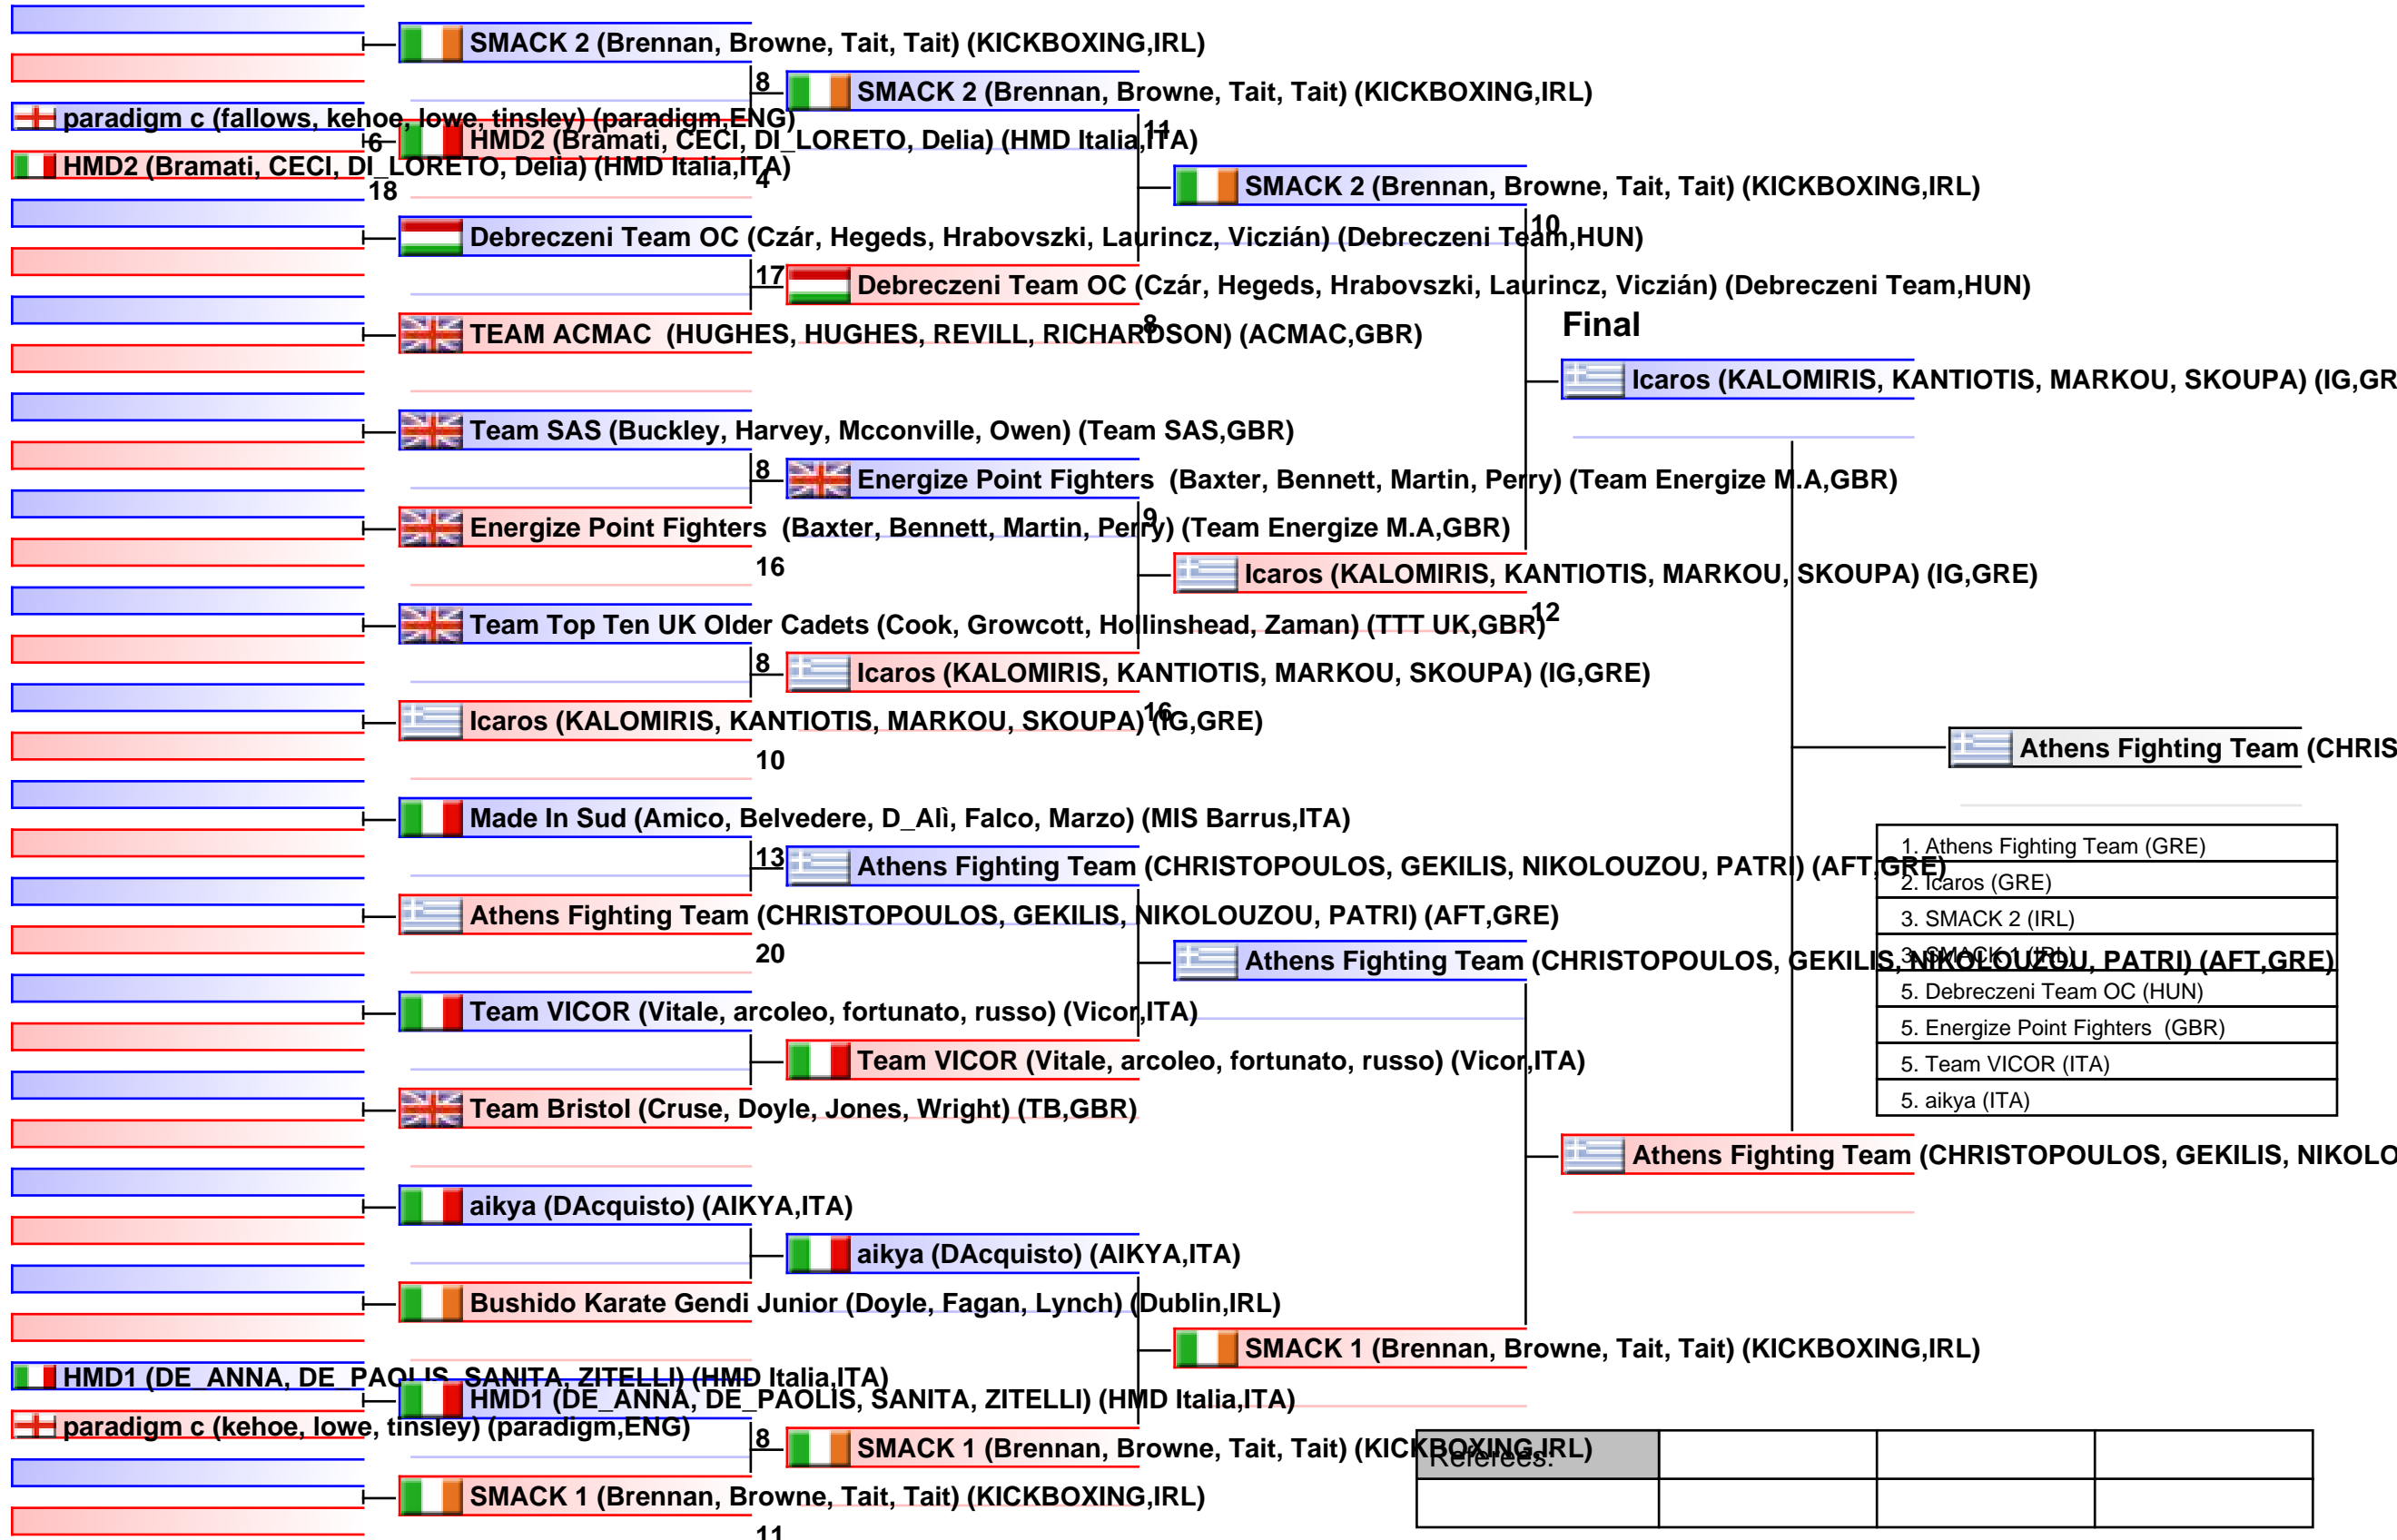 SMACK 2 (Brennan, Browne, Tait, Tait) (KICKBOXING,IRL)
8
SMACK 2 (Brennan, Browne, Tait, Tait) (KICKBOXING,IRL)
paradigm c (fallows, kehoe, lowe, tinsley) (paradigm,ENG)
11
6
HMD2 (Bramati, CECI, DI_LORETO, Delia) (HMD Italia,ITA)
HMD2 (Bramati, CECI, DI_LORETO, Delia) (HMD Italia,ITA)
4
18
SMACK 2 (Brennan, Browne, Tait, Tait) (KICKBOXING,IRL)
10
Debreczeni Team OC (Czár, Hegeds, Hrabovszki, Laurincz, Viczián) (Debreczeni Team,HUN)
17
Debreczeni Team OC (Czár, Hegeds, Hrabovszki, Laurincz, Viczián) (Debreczeni Team,HUN)
8
Final
TEAM ACMAC  (HUGHES, HUGHES, REVILL, RICHARDSON) (ACMAC,GBR)
Icaros (KALOMIRIS, KANTIOTIS, MARKOU, SKOUPA) (IG,GR
Team SAS (Buckley, Harvey, Mcconville, Owen) (Team SAS,GBR)
8
Energize Point Fighters  (Baxter, Bennett, Martin, Perry) (Team Energize M.A,GBR)
9
Energize Point Fighters  (Baxter, Bennett, Martin, Perry) (Team Energize M.A,GBR)
16
Icaros (KALOMIRIS, KANTIOTIS, MARKOU, SKOUPA) (IG,GRE)
12
Team Top Ten UK Older Cadets (Cook, Growcott, Hollinshead, Zaman) (TTT UK,GBR)
8
Icaros (KALOMIRIS, KANTIOTIS, MARKOU, SKOUPA) (IG,GRE)
16
Icaros (KALOMIRIS, KANTIOTIS, MARKOU, SKOUPA) (IG,GRE)
10
Athens Fighting Team (CHRIS
Made In Sud (Amico, Belvedere, D_Alì, Falco, Marzo) (MIS Barrus,ITA)
13
Athens Fighting Team (CHRISTOPOULOS, GEKILIS, NIKOLOUZOU, PATRI) (AFT,GRE)
Athens Fighting Team (CHRISTOPOULOS, GEKILIS, NIKOLOUZOU, PATRI) (AFT,GRE)
20
Athens Fighting Team (CHRISTOPOULOS, GEKILIS, NIKOLOUZOU, PATRI) (AFT,GRE)
1. Athens Fighting Team (GRE)
2. Icaros (GRE)
3. SMACK 2 (IRL)
3. SMACK 1 (IRL)
5. Debreczeni Team OC (HUN)
5. Energize Point Fighters  (GBR)
5. Team VICOR (ITA)
5. aikya (ITA)
Team VICOR (Vitale, arcoleo, fortunato, russo) (Vicor,ITA)
Team VICOR (Vitale, arcoleo, fortunato, russo) (Vicor,ITA)
Team Bristol (Cruse, Doyle, Jones, Wright) (TB,GBR)
Athens Fighting Team (CHRISTOPOULOS, GEKILIS, NIKOLO
aikya (DAcquisto) (AIKYA,ITA)
aikya (DAcquisto) (AIKYA,ITA)
Bushido Karate Gendi Junior (Doyle, Fagan, Lynch) (Dublin,IRL)
SMACK 1 (Brennan, Browne, Tait, Tait) (KICKBOXING,IRL)
HMD1 (DE_ANNA, DE_PAOLIS, SANITA, ZITELLI) (HMD Italia,ITA)
HMD1 (DE_ANNA, DE_PAOLIS, SANITA, ZITELLI) (HMD Italia,ITA)
paradigm c (kehoe, lowe, tinsley) (paradigm,ENG)
8
SMACK 1 (Brennan, Browne, Tait, Tait) (KICKBOXING,IRL)
Referees:
SMACK 1 (Brennan, Browne, Tait, Tait) (KICKBOXING,IRL)
11